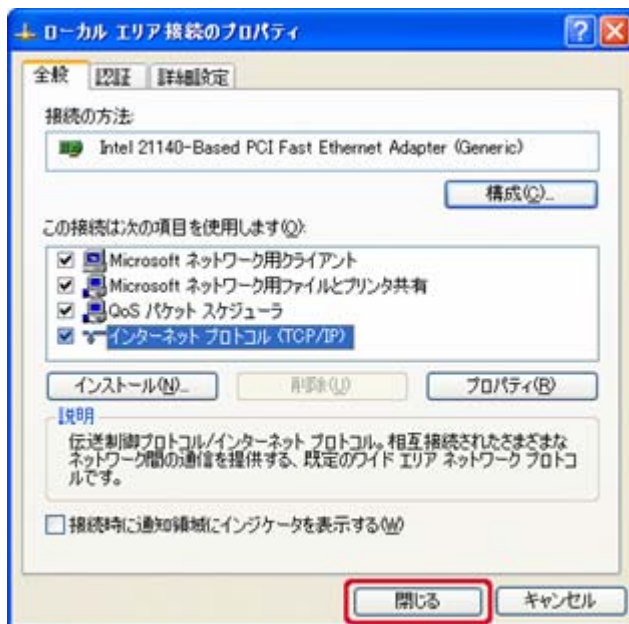 ローカル エリア接続のプロパティ
全般 認証 詳細設定
接続の方法:
Intel 21140-Based PCI Fast Ethernet Adapter (Generic)
構成(C)...
この接続は次の項目を使用します(O):
Microsoft ネットワーク用クライアント
Microsoft ネットワーク用ファイルとプリンタ共有
QoS パケット スケジューラ
インターネット プロトコル (TCP/IP)
インストール(N)... 削除(U) プロパティ(R)
説明
伝送制御プロトコル/インターネット プロトコル。相互接続されたさまざまな
ネットワーク間の通信を提供する、既定のワイド エリア ネットワーク プロトコ
ルです。
接続時に通知領域にインジケータを表示する(W)
閉じる キャンセル